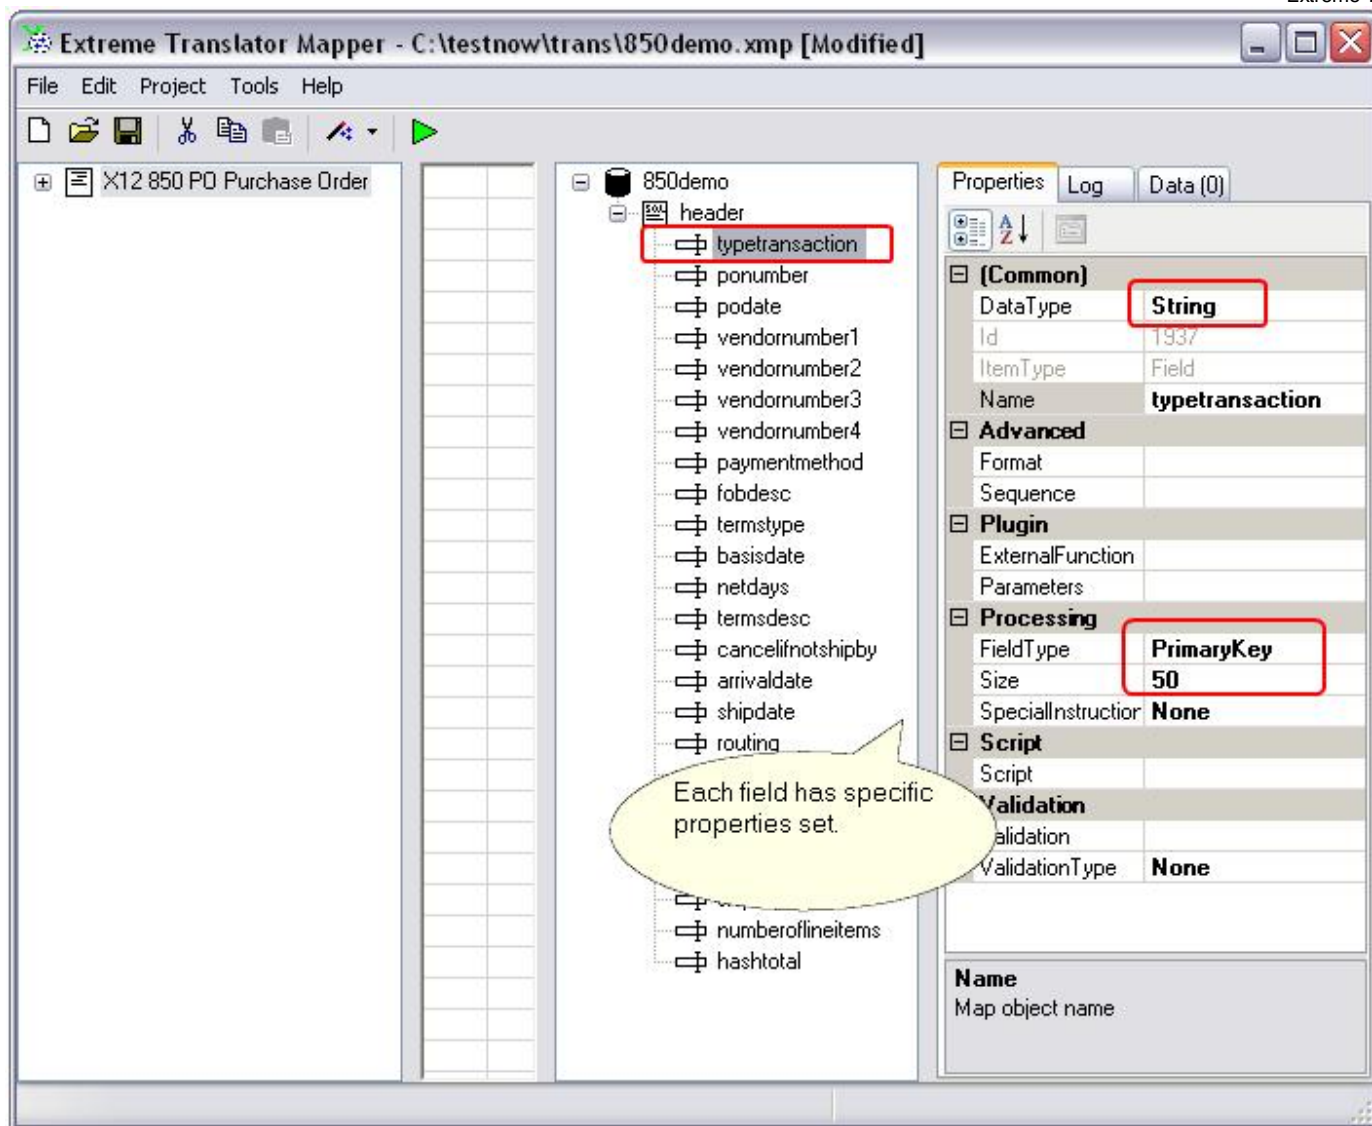 Extreme Translator Mapper - C:\testnow\trans\850demo.xmp [Modified]
File Edit Project Tools Help
X12 850 PO Purchase Order
850demo
header
typetransaction
ponumber
podate
vendornumber1
vendornumber2
vendornumber3
vendornumber4
paymentmethod
fobdesc
termstype
basisdate
netdays
termsdesc
cancelifnotshipby
arrivaldate
shipdate
routing
numberoflineitems
hashtotal
Each field has specific
properties set.
Properties Log Data (0)
(Common)
DataType String
Id 1937
ItemType Field
Name typetransaction
Advanced
Format
Sequence
Plugin
ExternalFunction
Parameters
Processing
FieldType PrimaryKey
Size 50
SpecialInstruction None
Script
Script
Validation
Validation
ValidationType None
Name
Map object name